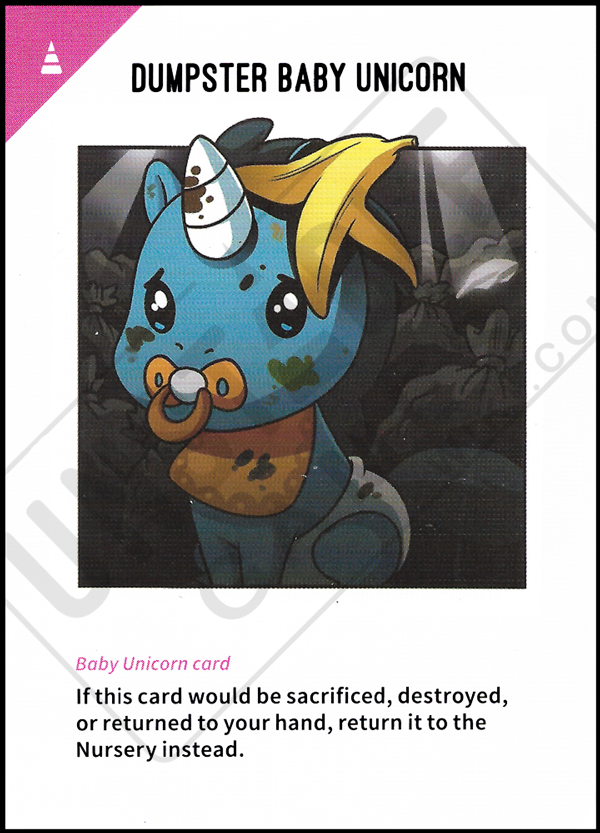 DUMPSTER BABY UNICORN
Baby Unicorn card
If this card would be sacrificed, destroyed,
or returned to your hand, return it to the
Nursery instead.